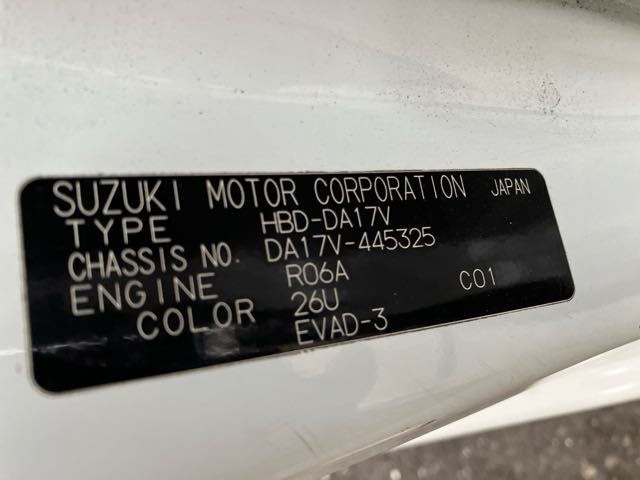 SUZUKI MOTOR CORPORATION JAPAN
TYPE HBD-DA17V
CHASSIS NO. DA17V-445325
ENGINE R06A C01
COLOR 26U
EVAD-3